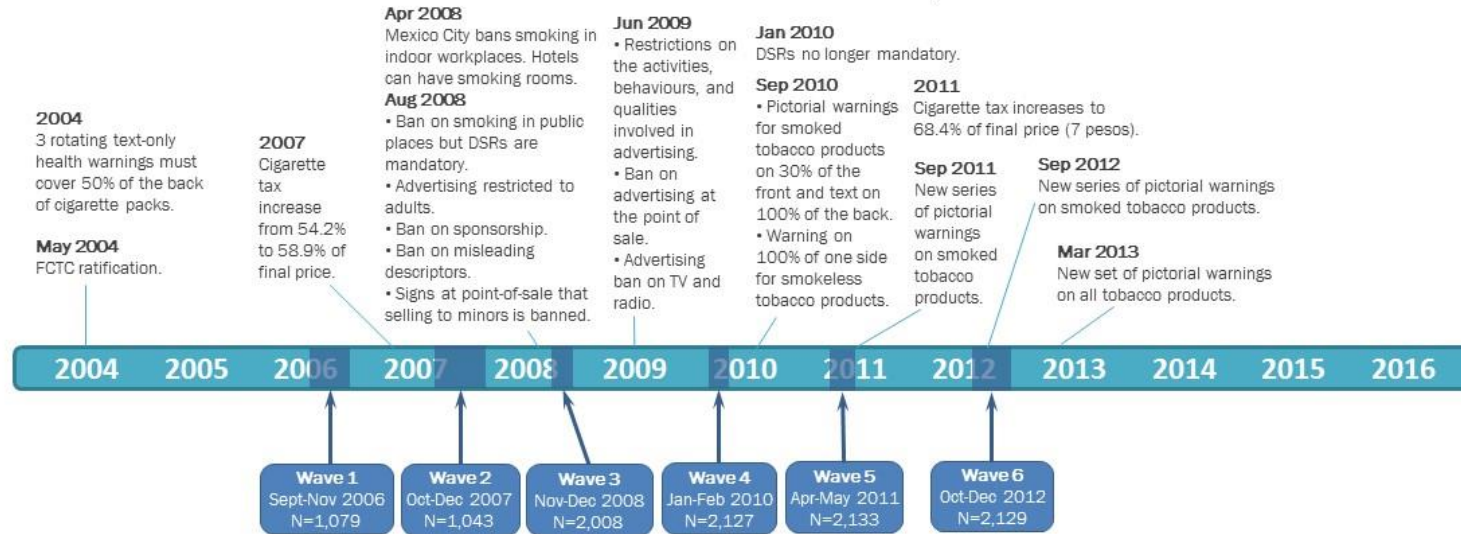 2004
3 rotating text-only
health warnings must
cover 50% of the back
of cigarette packs.
May 2004
FCTC ratification.
2007
Cigarette
tax
increase
from 54.2%
to 58.9% of
final price.
Apr 2008
Mexico City bans smoking in
indoor workplaces. Hotels
can have smoking rooms.
Aug 2008
• Ban on smoking in public
places but DSRs are
mandatory.
• Advertising restricted to
adults.
• Ban on sponsorship.
• Ban on misleading
descriptors.
• Signs at point-of-sale that
selling to minors is banned.
Jun 2009
• Restrictions on
the activities,
behaviours, and
qualities
involved in
advertising.
• Ban on
advertising at
the point of
sale.
• Advertising
ban on TV and
radio.
Jan 2010
DSRs no longer mandatory.
Sep 2010
• Pictorial warnings
for smoked
tobacco products
on 30% of the
front and text on
100% of the back.
• Warning on
100% of one side
for smokeless
tobacco products.
2011
Cigarette tax increases to
68.4% of final price (7 pesos).
Sep 2011
New series
of pictorial
warnings
on smoked
tobacco
products.
Sep 2012
New series of pictorial warnings
on smoked tobacco products.
Mar 2013
New set of pictorial warnings
on all tobacco products.
2004 2005 2006 2007 2008 2009 2010 2011 2012 2013 2014 2015 2016
Wave 1
Sept-Nov 2006
N=1,079
Wave 2
Oct-Dec 2007
N=1,043
Wave 3
Nov-Dec 2008
N=2,008
Wave 4
Jan-Feb 2010
N=2,127
Wave 5
Apr-May 2011
N=2,133
Wave 6
Oct-Dec 2012
N=2,129